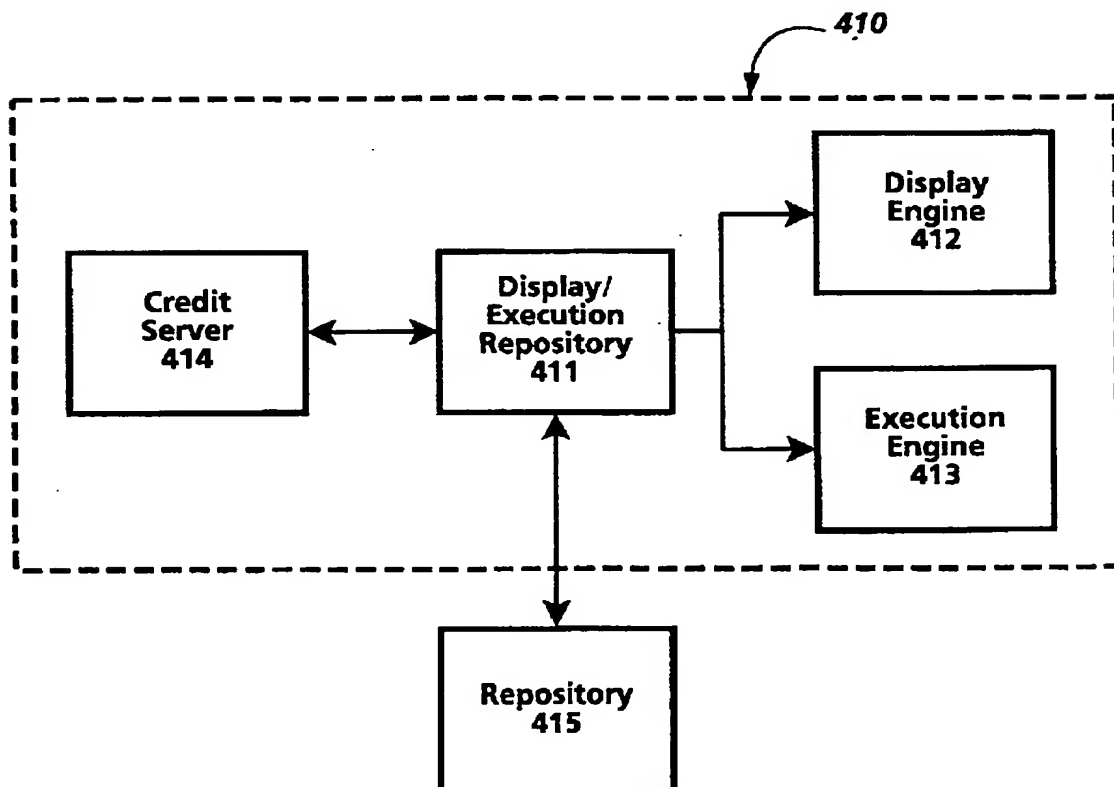 410
Display
Engine
412
Credit
Server
414
Display/
Execution
Repository
411
Execution
Engine
413
Repository
415